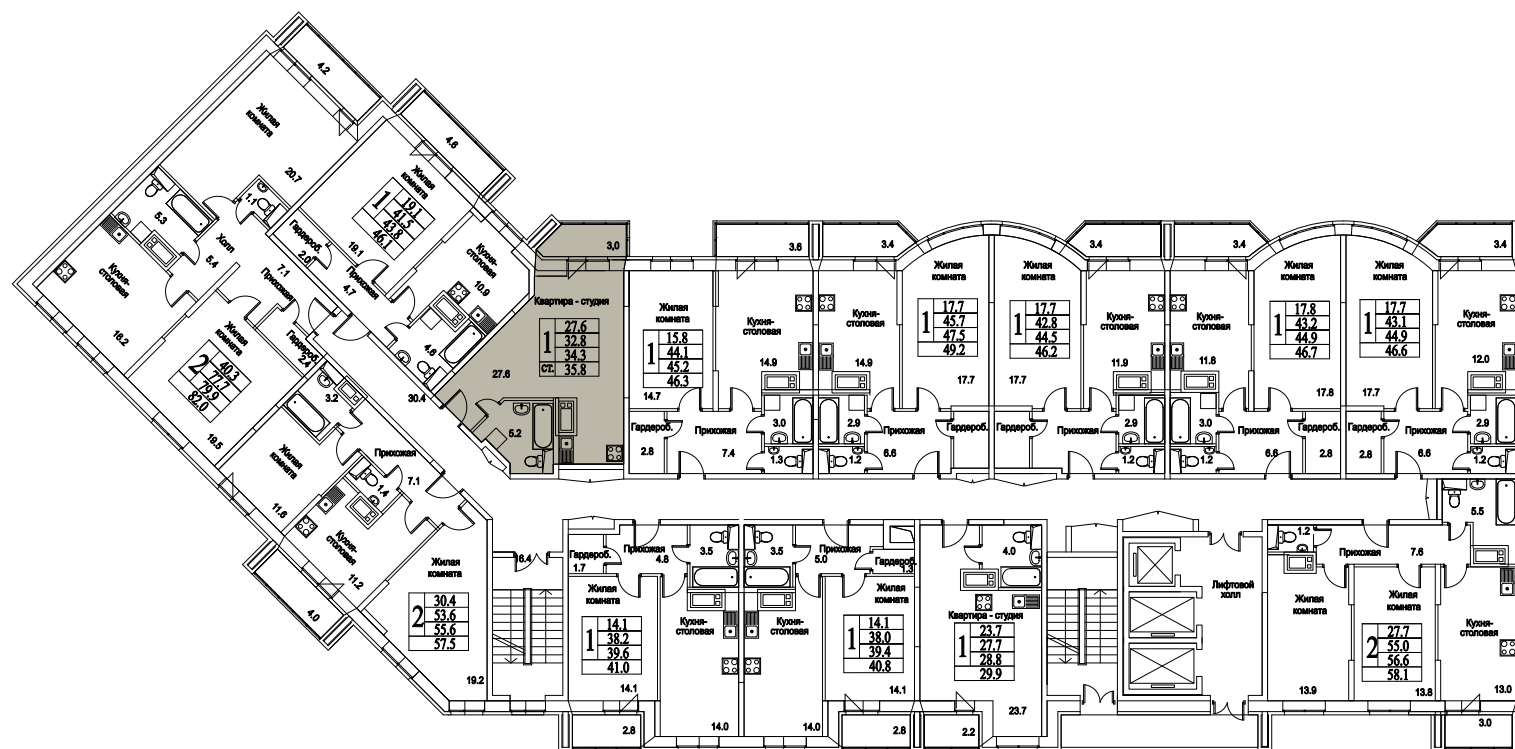 4.2
Жилая
комната
20.7
4.6
Жилая
комната
1
19.1
41.5
43.8
46.1
19.1
5.3
1.1
Гардероб.
2.0
Холл
5.4
7.1
Прихожая
4.7
Прихожая
Кухня-
столовая
16.2
Кухня-
столовая
10.9
4.6
30.4
Жилая
комната
2
40.3
77.7
79.9
82.0
19.5
Гардероб.
2.4
3.2
Жилая
комната
11.6
Прихожая
7.1
1.4
Кухня-
столовая
11.2
4.0
Жилая
комната
2
30.4
53.6
55.6
57.5
19.2
16.4
3,0
Квартира - студия
1
ст.
27.6
32.8
34.3
35.8
27.6
5.2
Жилая
комната
1
15.8
44.1
45.2
46.3
14.7
3.6
Кухня-
столовая
14.9
Гардероб.
2.8
Прихожая
7.4
3.0
1.3
3.4
Кухня-
столовая
14.9
Жилая
комната
1
17.7
45.7
47.5
49.2
17.7
2.9
1.2
Прихожая
6.6
Гардероб.
Жилая
комната
1
17.7
42.8
44.5
46.2
17.7
3.4
Кухня-
столовая
11.9
Гардероб.
Прихожая
2.9
1.2
3.4
Кухня-
столовая
11.8
Жилая
комната
1
17.8
43.2
44.9
46.7
17.8
3.0
1.2
Прихожая
6.6
Гардероб.
2.8
Жилая
комната
1
17.7
43.1
44.9
46.6
17.7
3.4
Кухня-
столовая
12.0
Гардероб.
2.8
Прихожая
6.6
2.9
1.2
Гардероб.
1.7
Прихожая
4.8
3.5
Жилая
комната
1
14.1
38.2
39.6
41.0
14.1
Кухня-
столовая
14.0
2.8
3.5
Прихожая
5.0
Гардероб.
1.3
Кухня-
столовая
14.0
Жилая
комната
1
14.1
38.0
39.4
40.8
14.1
2.8
4.0
Квартира - студия
1
23.7
27.7
28.8
29.9
23.7
2.2
Лифтовой
холл
1.2
Прихожая
7.6
5.5
Жилая
комната
13.9
Жилая
комната
2
27.7
55.0
56.6
58.1
13.8
Кухня-
столовая
13.0
3.0